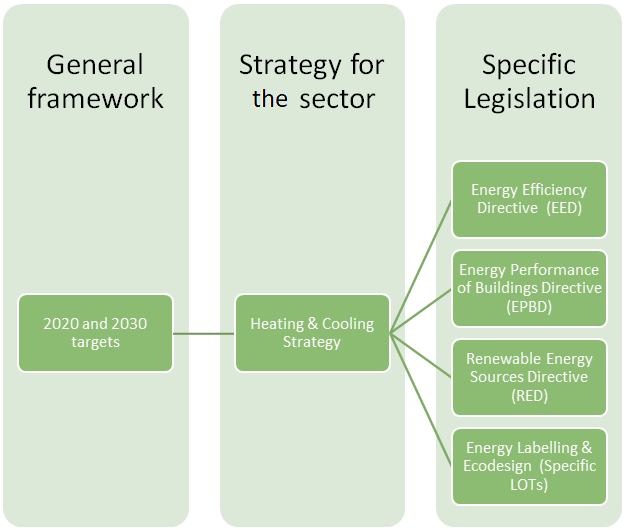 General
framework
Strategy for
the sector
Specific
Legislation
2020 and 2030
targets
Heating & Cooling
Strategy
Energy Efficiency
Directive (EED)
Energy Performance
of Buildings Directive
(EPBD)
Renewable Energy
Sources Directive
(RED)
Energy Labelling &
Ecodesign (Specific
LOTs)